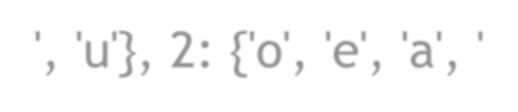 ', 'u'}, 2: {'o', 'e', 'a', '